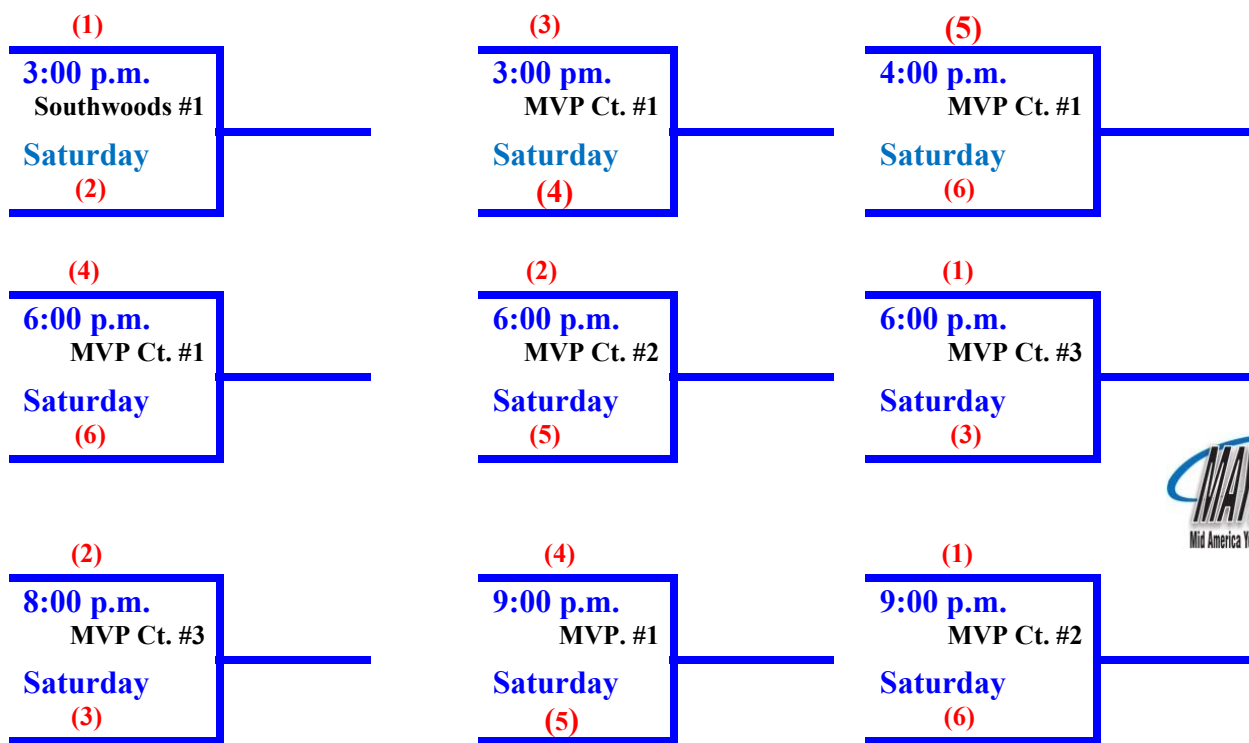 (1)
3:00 p.m.
Southwoods #1
Saturday
(2)
(3)
3:00 pm.
MVP Ct. #1
Saturday
(4)
(5)
4:00 p.m.
MVP Ct. #1
Saturday
(6)
(4)
6:00 p.m.
MVP Ct. #1
Saturday
(6)
(2)
6:00 p.m.
MVP Ct. #2
Saturday
(5)
(1)
6:00 p.m.
MVP Ct. #3
Saturday
(3)
(2)
8:00 p.m.
MVP Ct. #3
Saturday
(3)
(4)
9:00 p.m.
MVP. #1
Saturday
(5)
(1)
9:00 p.m.
MVP Ct. #2
Saturday
(6)
Mid America